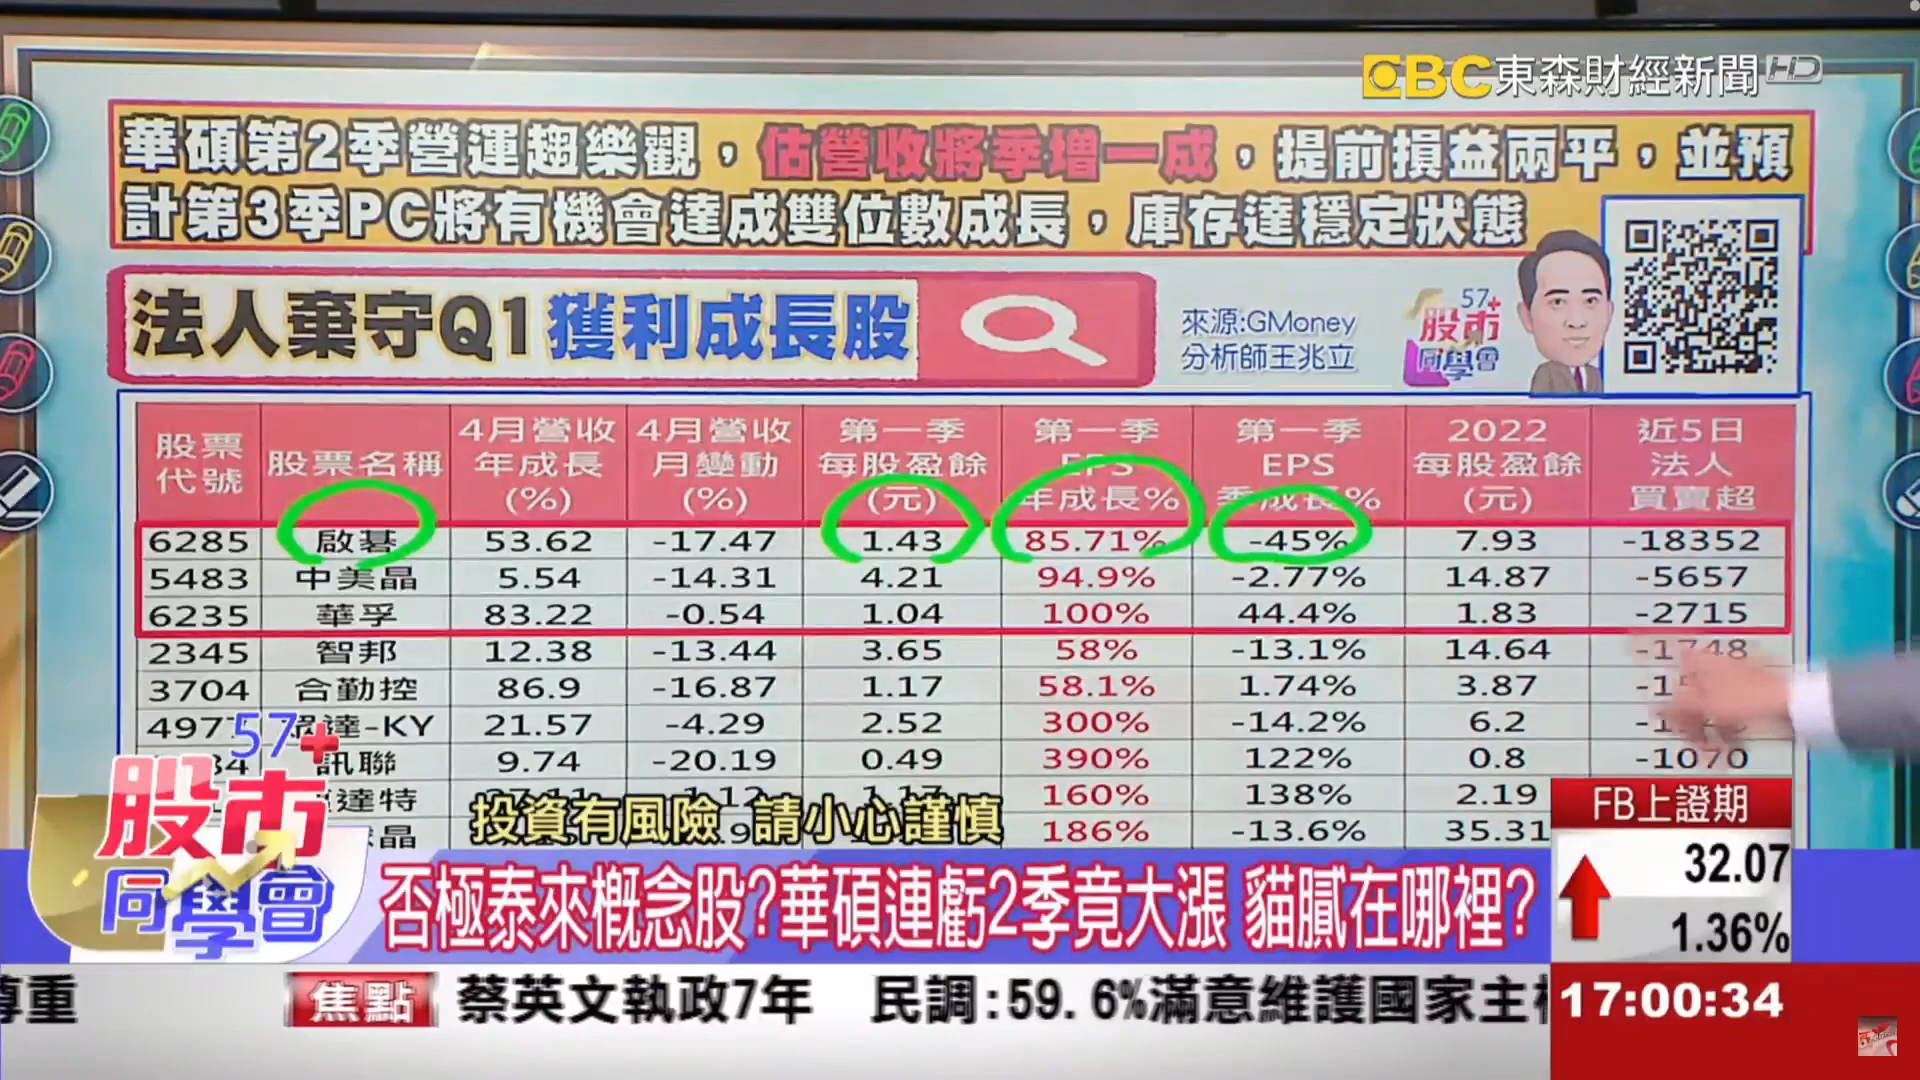 EBC東森財經新聞HD
華碩第2季營運趨樂觀，估營收將季增一成，提前損益兩平，並預
計第3季PC將有機會達成雙位數成長，庫存達穩定狀態
法人棄守Q1獲利成長股
來源:GMoney
分析師王兆立
57+
股市
同學會
股票代號 股票名稱 4月營收年成長(%) 4月營收月變動(%) 第一季每股盈餘(元) 第一季EPS年成長% 第一季EPS季成長% 2022每股盈餘(元) 近5日法人買賣超
6285 啟碁 53.62 -17.47 1.43 85.71% -45% 7.93 -18352
5483 中美晶 5.54 -14.31 4.21 94.9% -2.77% 14.87 -5657
6235 華孚 83.22 -0.54 1.04 100% 44.4% 1.83 -2715
2345 智邦 12.38 -13.44 3.65 58% -13.1% 14.64 -1748
3704 合勤控 86.9 -16.87 1.17 58.1% 1.74% 3.87
達-KY 21.57 -4.29 2.52 300% -14.2% 6.2
訊聯 9.74 -20.19 0.49 390% 122% 0.8 -1070
達特 160% 138% 2.19
晶 186% -13.6% 35.31
57+
股市
同學會
投資有風險 請小心謹慎
否極泰來概念股?華碩連虧2季竟大漲 貓膩在哪裡?
FB上證期
32.07
1.36%
尊重 焦點 蔡英文執政7年 民調:59.6%滿意維護國家主
17:00:34